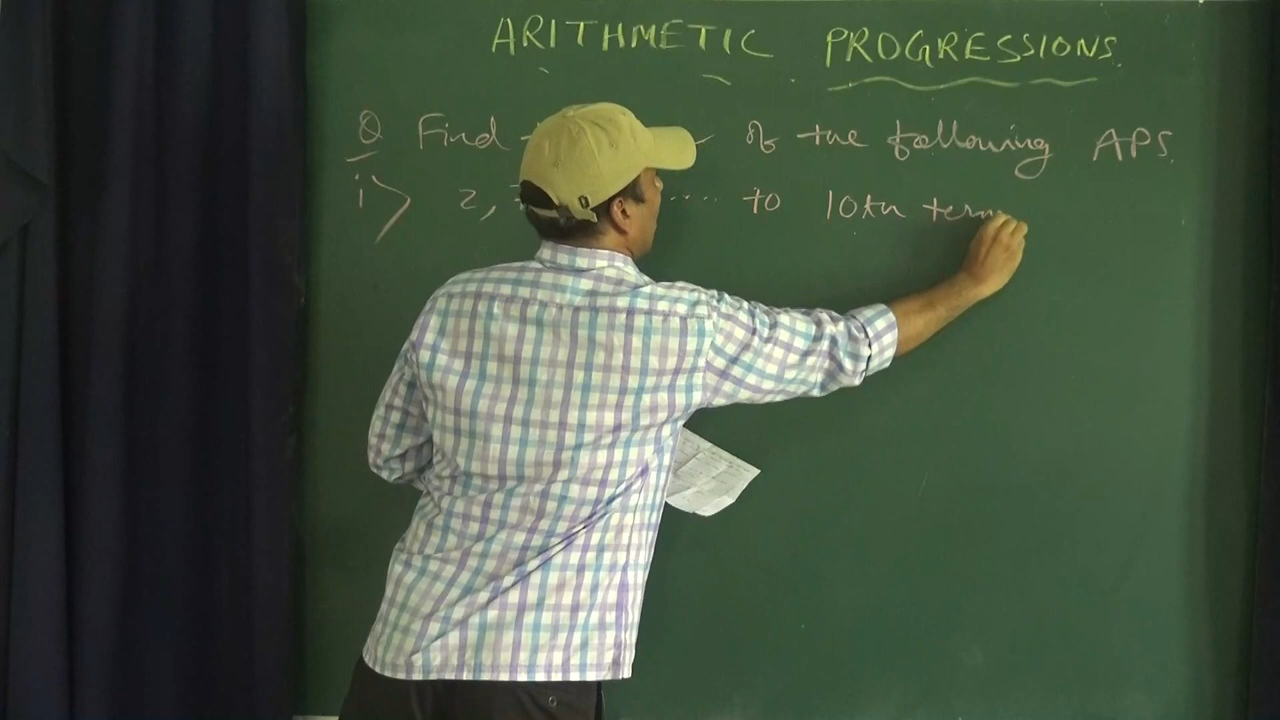 ARITHMETIC PROGRESSIONS
Q Find of the following APS.
i> 2, ..... to 10th term